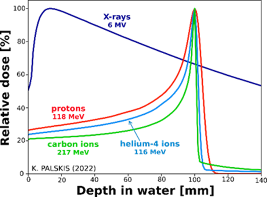 Relative dose [%]
100
80
60
40
20
0
X-rays
6 MV
protons
118 MeV
helium-4 ions
116 MeV
carbon ions
217 MeV
K. PALSKIS (2022)
0 20 40 60 80 100 120 140
Depth in water [mm]